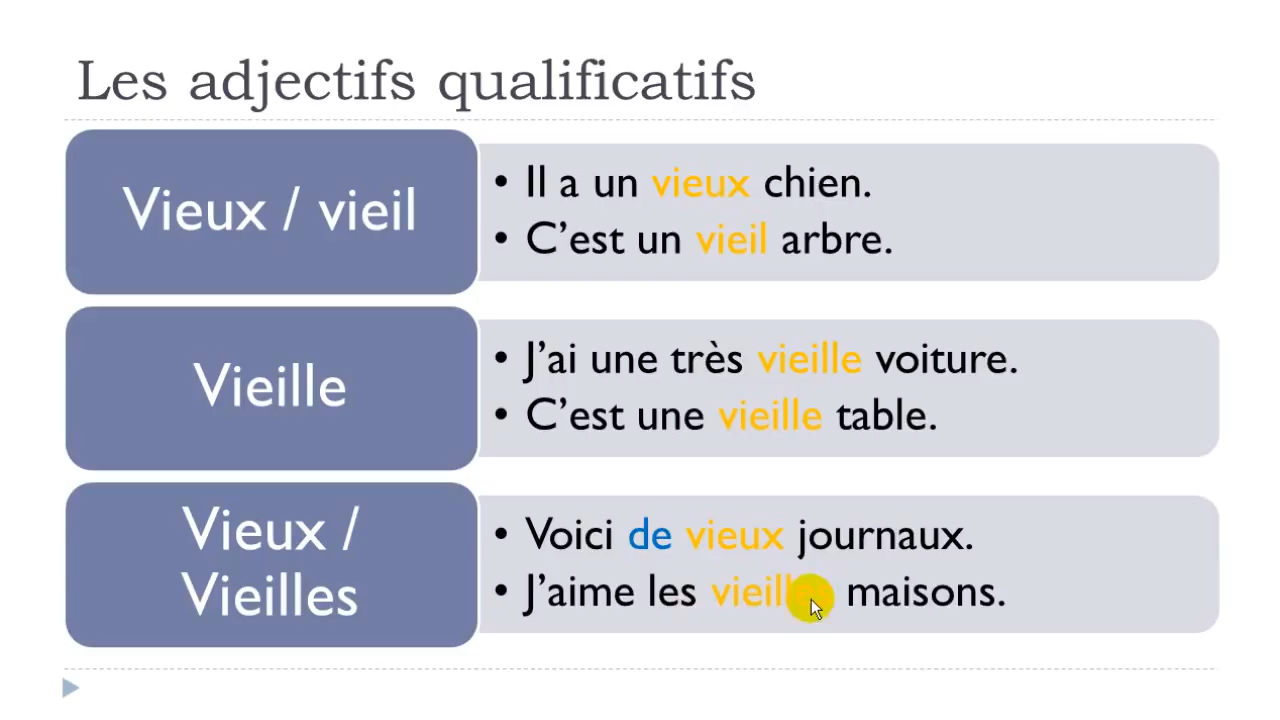 Les adjectifs qualificatifs
Vieux / vieil
• Il a un vieux chien.
• C'est un vieil arbre.
Vieille
• J'ai une très vieille voiture.
• C'est une vieille table.
Vieux /
Vieilles
• Voici de vieux journaux.
• J'aime les maisons.